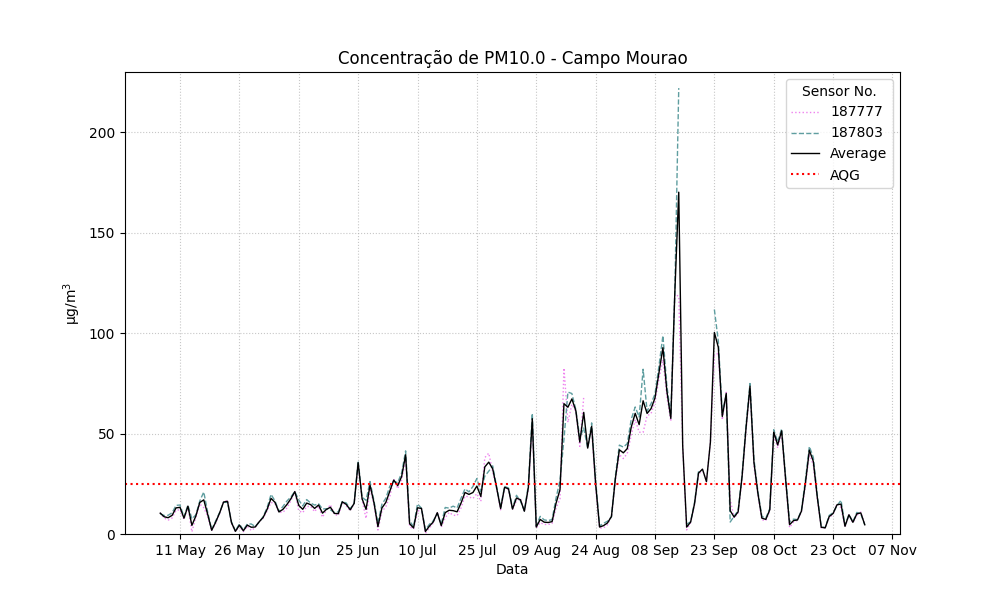 Concentração de PM10.0 - Campo Mourao
Sensor No.
187777
187803
Average
AQG
200
150
100
50
0
µg/m³
11 May 26 May 10 Jun 25 Jun 10 Jul 25 Jul 09 Aug 24 Aug 08 Sep 23 Sep 08 Oct 23 Oct 07 Nov
Data